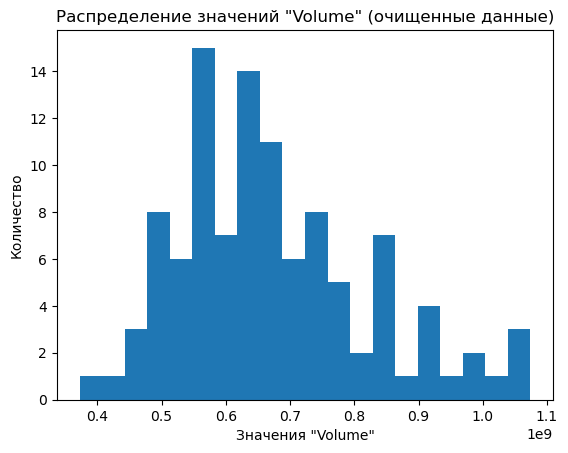 Распределение значений "Volume" (очищенные данные)
Количество
14
12
10
8
6
4
2
0
0.4 0.5 0.6 0.7 0.8 0.9 1.0 1.1
1e9
Значения "Volume"